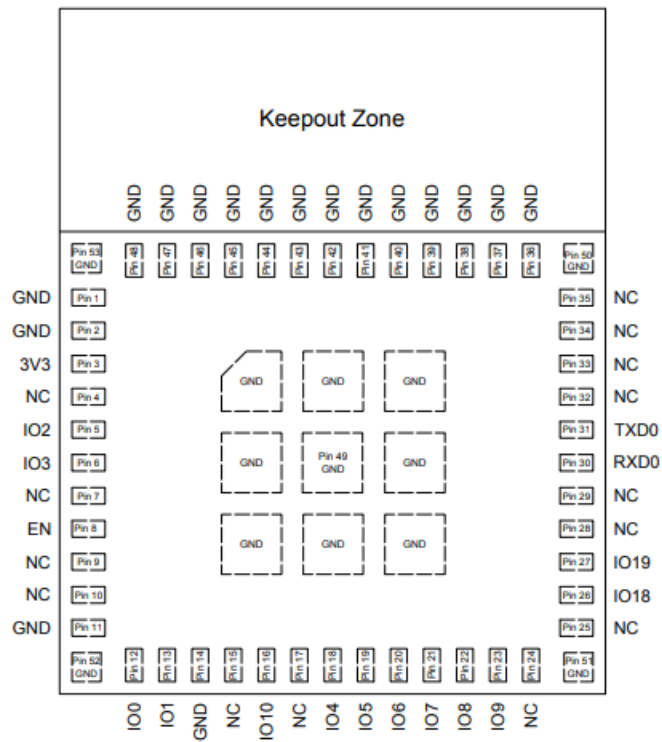 Keepout Zone
GND GND GND GND GND GND GND GND GND GND GND GND GND
Pin 53 GND Pin 48 Pin 47 Pin 46 Pin 45 Pin 44 Pin 43 Pin 42 Pin 41 Pin 40 Pin 39 Pin 38 Pin 37 Pin 36 Pin 50 GND
GND Pin 1 Pin 35 NC
GND Pin 2 Pin 34 NC
3V3 Pin 3 Pin 33 NC
GND GND GND
NC Pin 4 Pin 32 NC
IO2 Pin 5 Pin 31 TXD0
IO3 Pin 6 GND Pin 49 GND GND Pin 30 RXD0
NC Pin 7 Pin 29 NC
EN Pin 8 Pin 28 NC
GND GND GND
NC Pin 9 Pin 27 IO19
NC Pin 10 Pin 26 IO18
GND Pin 11 Pin 25 NC
Pin 52 GND Pin 12 Pin 13 Pin 14 Pin 15 Pin 16 Pin 17 Pin 18 Pin 19 Pin 20 Pin 21 Pin 22 Pin 23 Pin 24 Pin 51 GND
IO0 IO1 GND NC IO10 NC IO4 IO5 IO6 IO7 IO8 IO9 NC